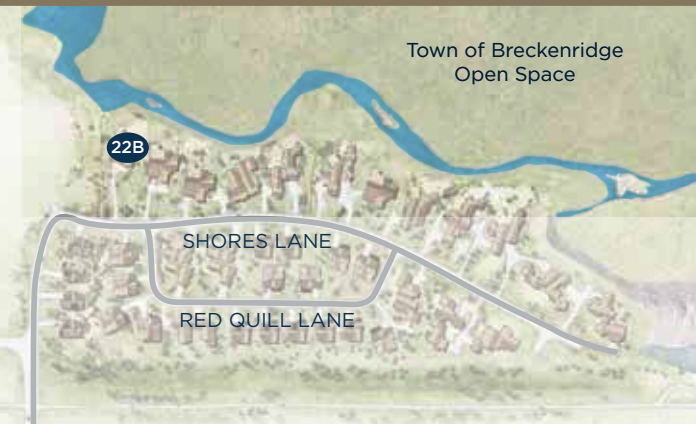 Town of Breckenridge
Open Space
22B
SHORES LANE
RED QUILL LANE